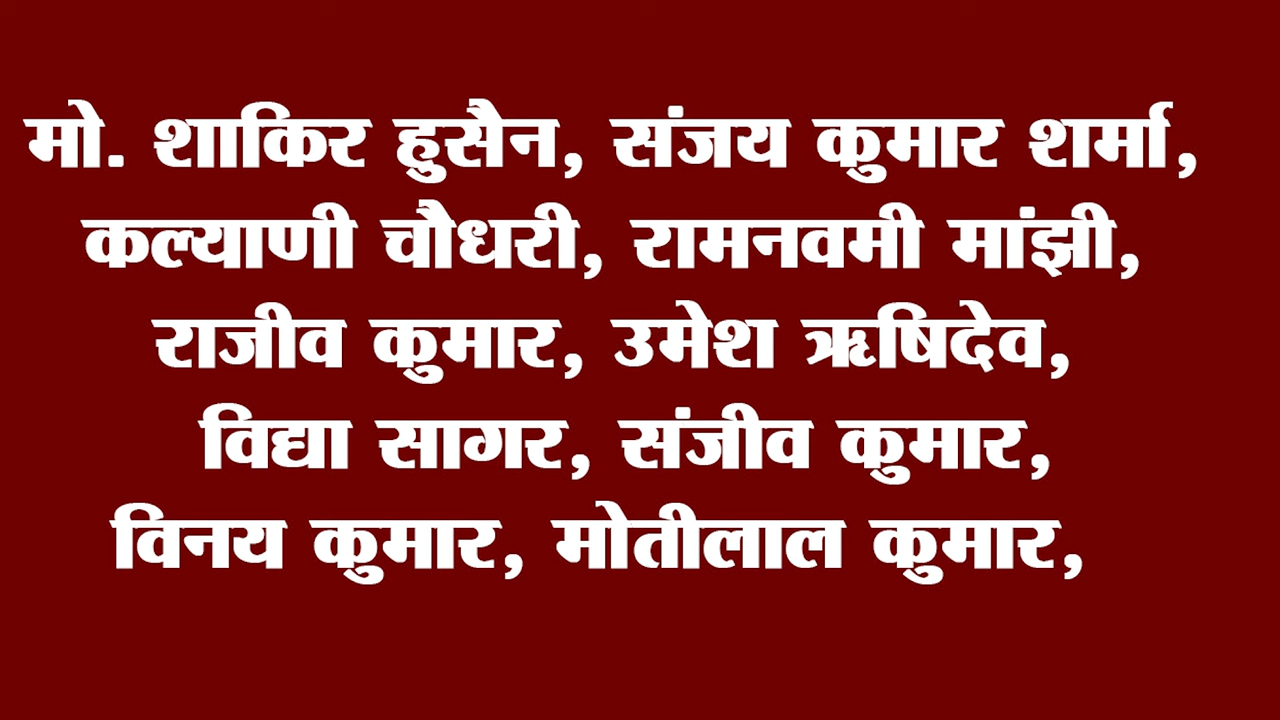 मो. शाकिर हुसैन, संजय कुमार शर्मा,
कल्याणी चौधरी, रामनवमी मांझी,
राजीव कुमार, उमेश ऋषिदेव,
विद्या सागर, संजीव कुमार,
विनय कुमार, मोतीलाल कुमार,